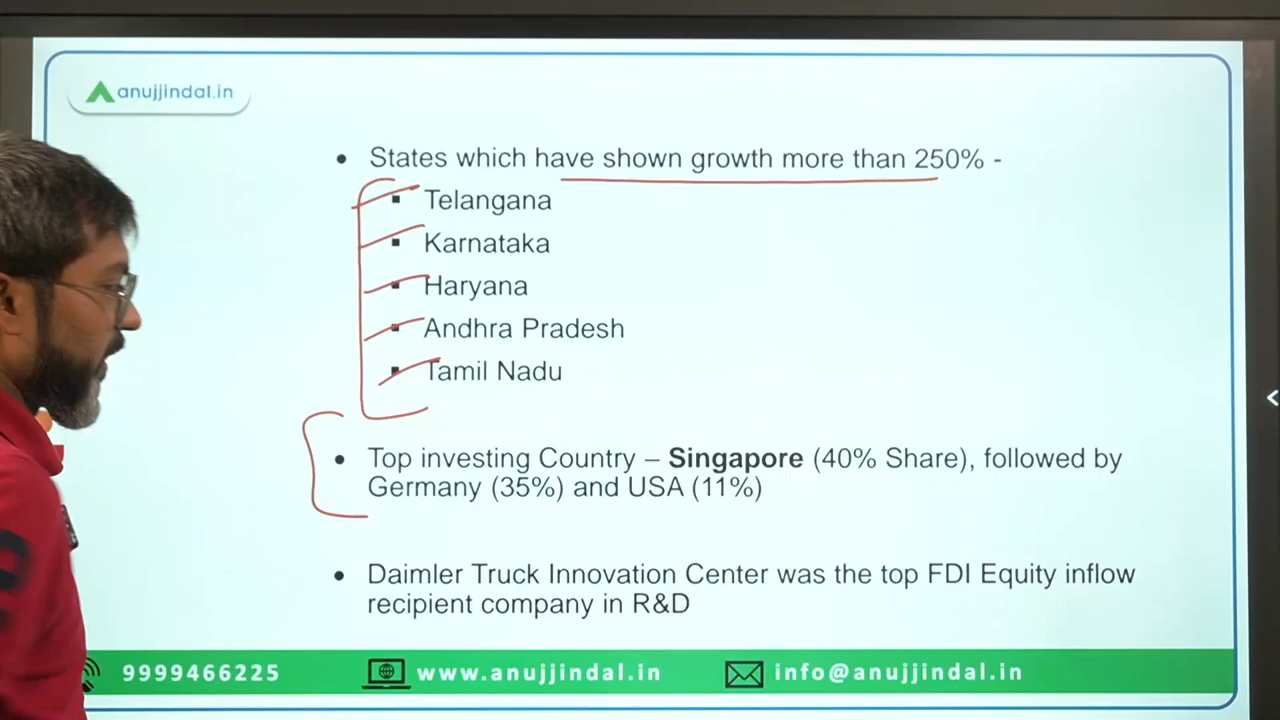 anujjindal.in
• States which have shown growth more than 250% -
▪ Telangana
▪ Karnataka
▪ Haryana
▪ Andhra Pradesh
▪ Tamil Nadu
• Top investing Country – Singapore (40% Share), followed by
Germany (35%) and USA (11%)
• Daimler Truck Innovation Center was the top FDI Equity inflow
recipient company in R&D
9999466225 www.anujjindal.in info@anujjindal.in